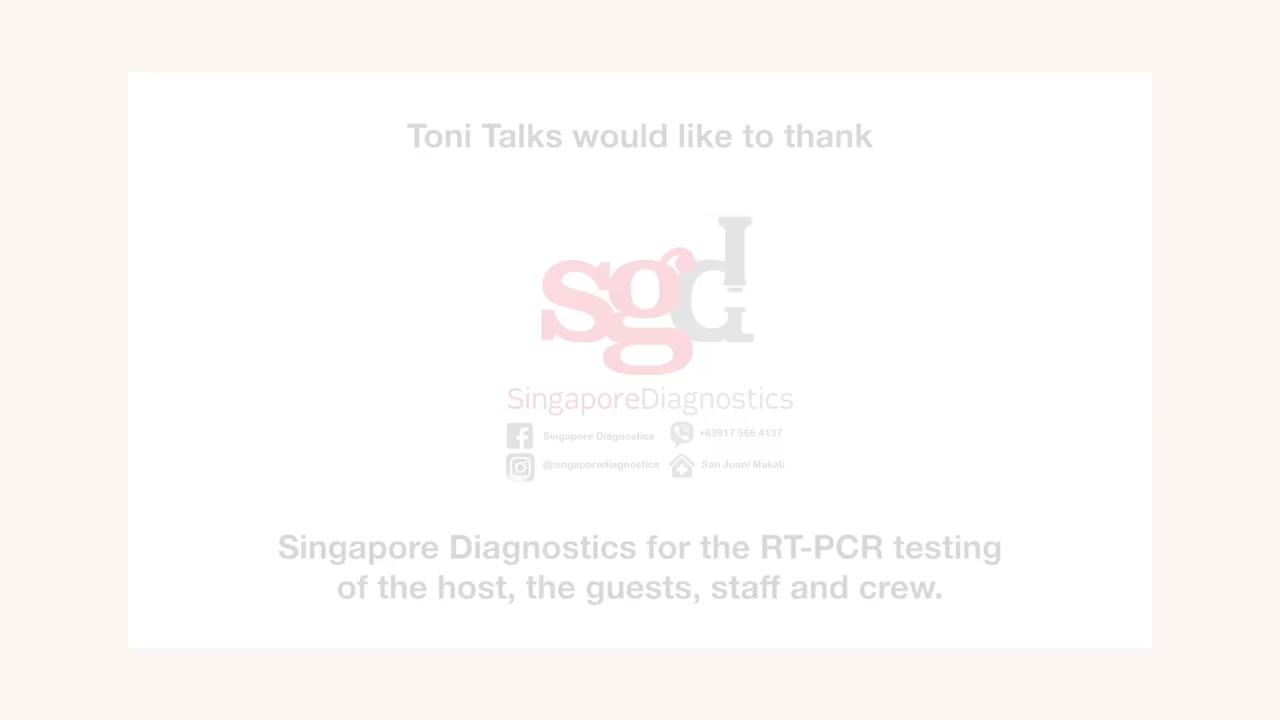 Toni Talks would like to thank
sgd
SingaporeDiagnostics
Singapore Diagnostics
+63917 566 4137
@singaporediagnostics
San Juan/ Makati
Singapore Diagnostics for the RT-PCR testing
of the host, the guests, staff and crew.